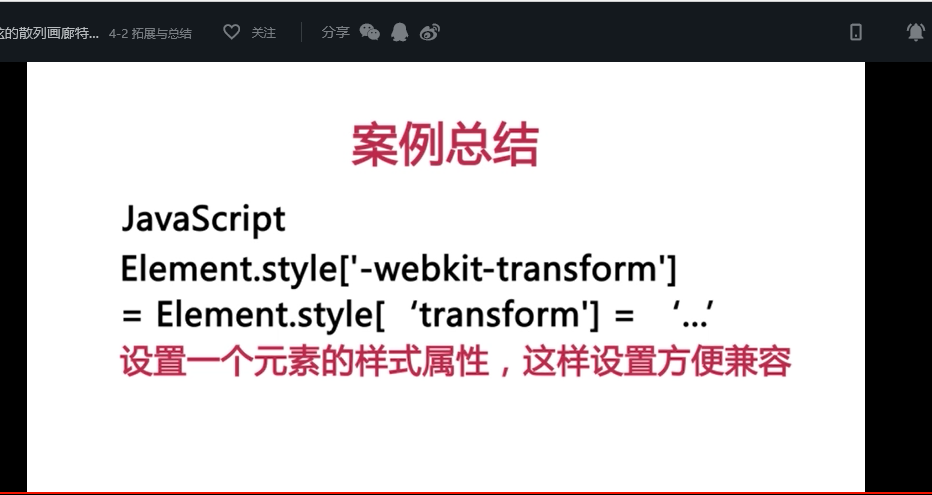 的散列画廊特... 4-2 拓展与总结 关注 分享
案例总结
JavaScript
Element.style['-webkit-transform']
= Element.style[ ‘transform'] = ‘...’
设置一个元素的样式属性，这样设置方便兼容